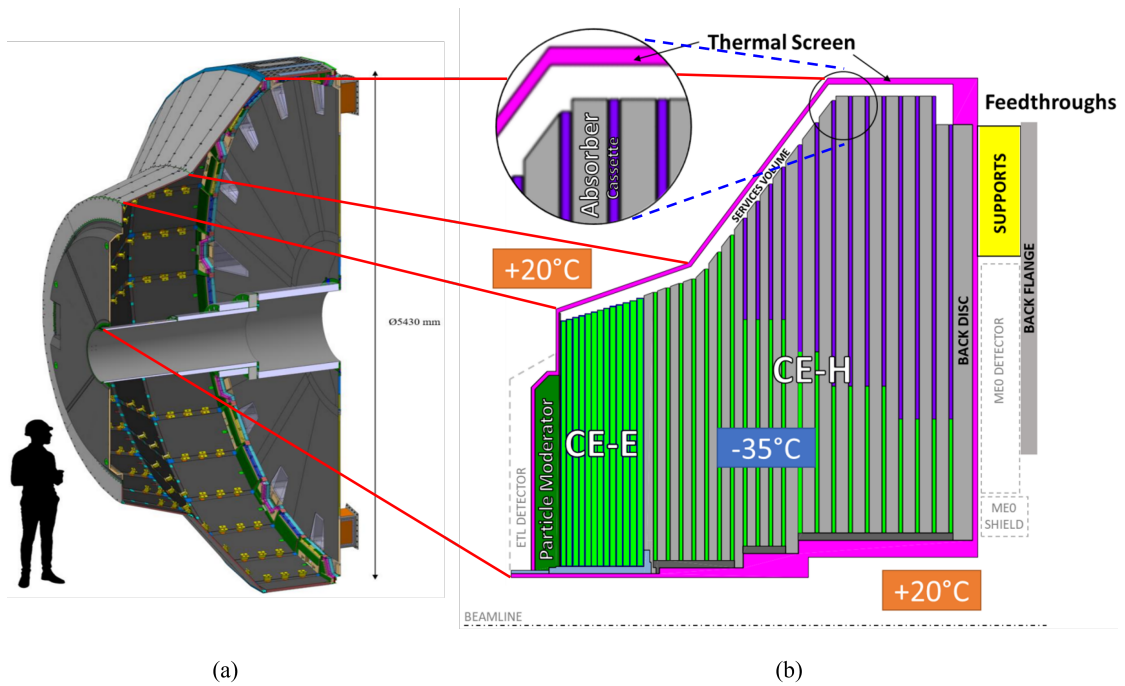 Ø5430 mm
Thermal Screen
Feedthroughs
Absorber
Cassette
SERVICES VOLUME
SUPPORTS
BACK FLANGE
BACK DISC
ME0 DETECTOR
+20°C
CE-H
CE-E
-35°C
Particle Moderator
ETL DETECTOR
ME0
SHIELD
+20°C
BEAMLINE
(a)
(b)